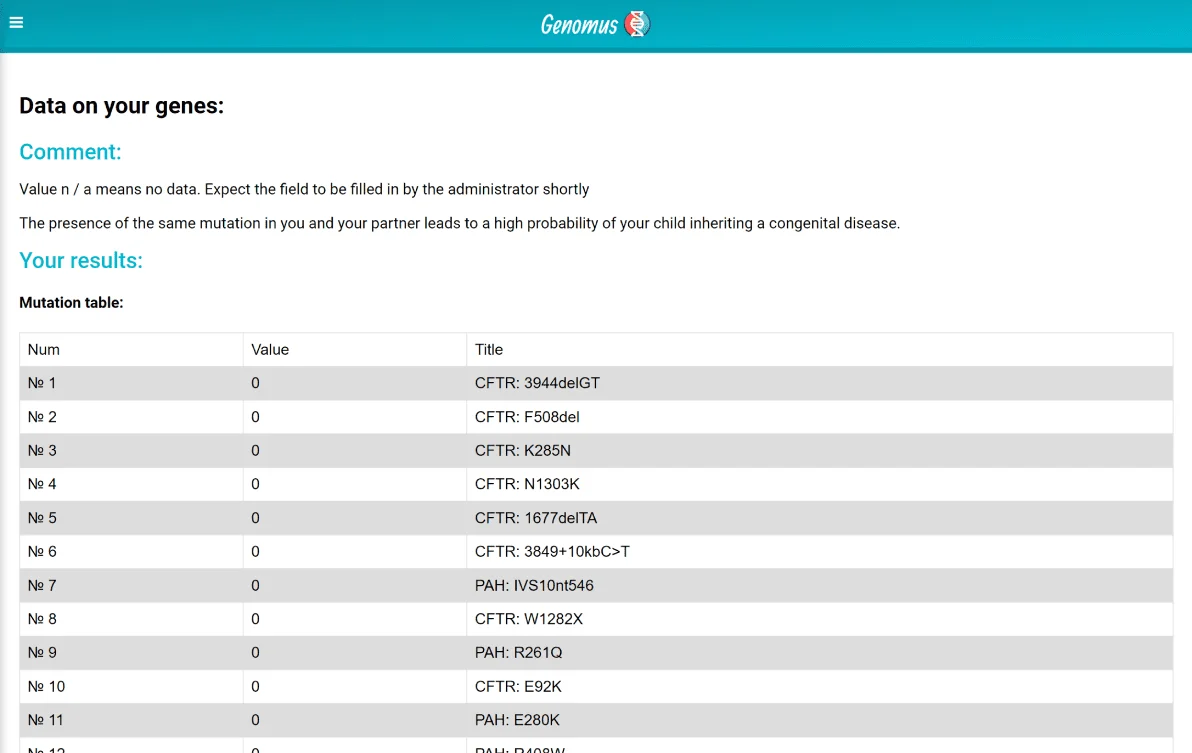 Genomus
Data on your genes:
Comment:
Value n / a means no data. Expect the field to be filled in by the administrator shortly
The presence of the same mutation in you and your partner leads to a high probability of your child inheriting a congenital disease.
Your results:
Mutation table:
Num Value Title
№ 1 0 CFTR: 3944delGT
№ 2 0 CFTR: F508del
№ 3 0 CFTR: K285N
№ 4 0 CFTR: N1303K
№ 5 0 CFTR: 1677delTA
№ 6 0 CFTR: 3849+10kbC>T
№ 7 0 PAH: IVS10nt546
№ 8 0 CFTR: W1282X
№ 9 0 PAH: R261Q
№ 10 0 CFTR: E92K
№ 11 0 PAH: E280K
№ 12 0 PAH: R408W